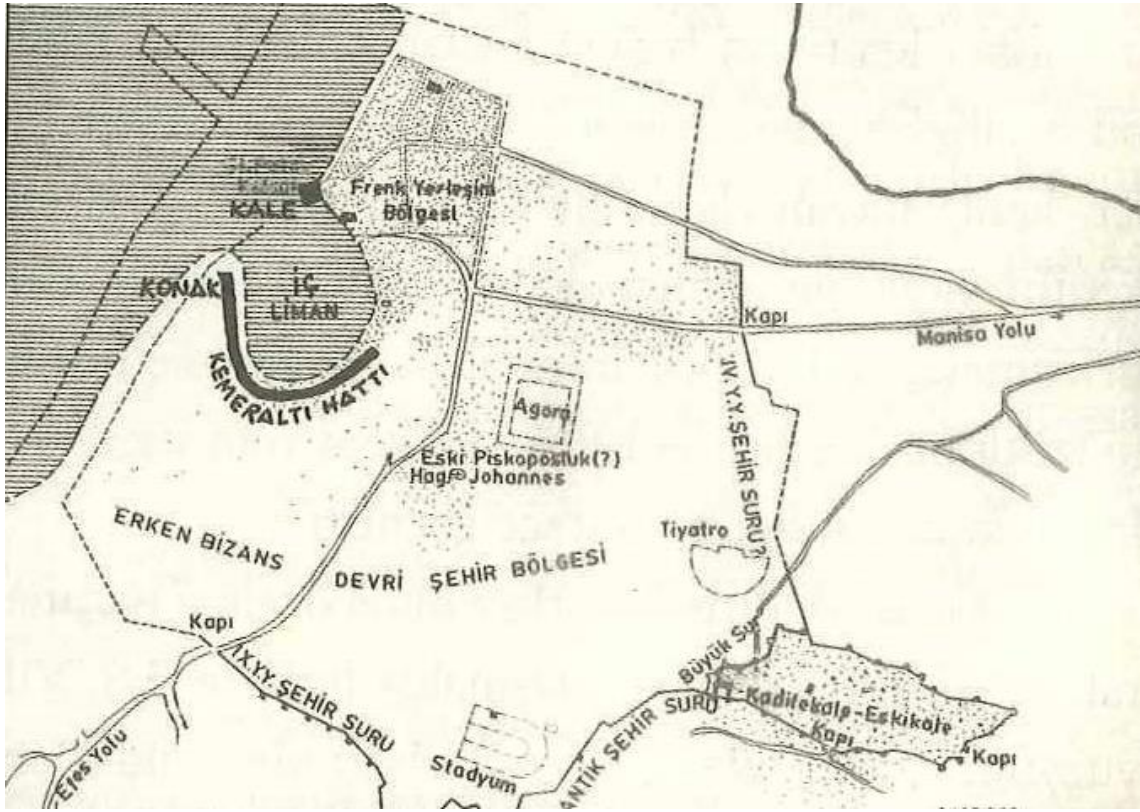 KALE
Frenk Yerleşim
Bölgesi
KONAK
İÇ
LİMAN
KEMERALTI HATTI
Kapı
Manisa Yolu
Agora
IV.Y.Y. ŞEHİR SURU?
Eski Piskoposluk(?)
Johannes
Tiyatro
ERKEN BİZANS
DEVRİ ŞEHİR BÖLGESİ
Kapı
IX.YY ŞEHİR SURU
Büyük Sur
Kadifekale-Eskikale
Kapı
Kapı
Efes Yolu
Stadyum
ANTİK ŞEHİR SURU